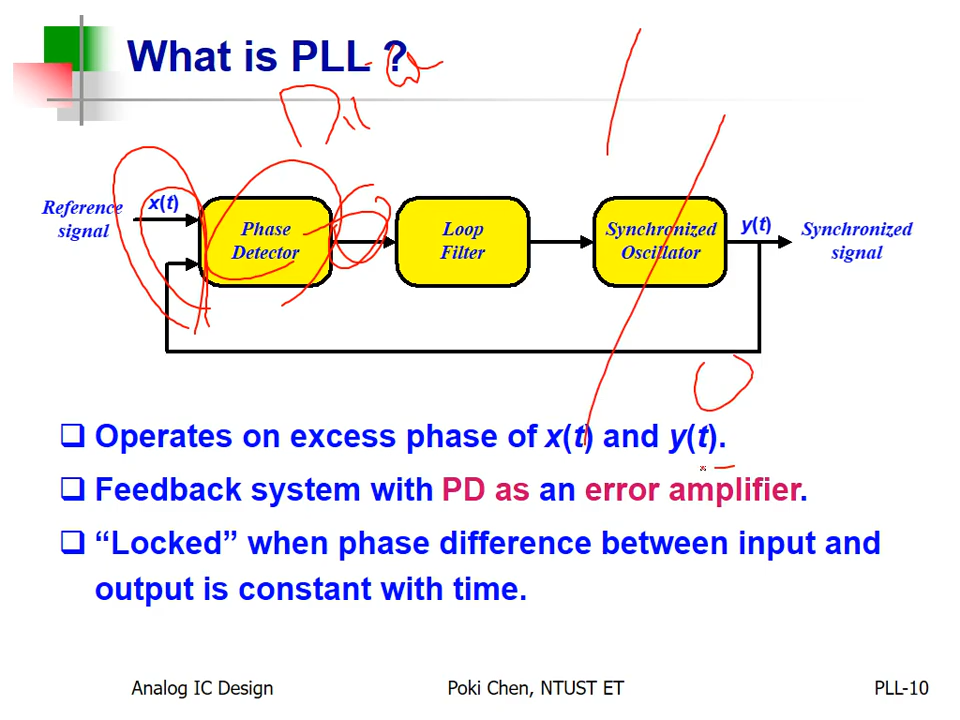 What is PLL ?
Reference
signal
x(t)
Phase
Detector
Loop
Filter
Synchronized
Oscillator
y(t)
Synchronized
signal
❑ Operates on excess phase of x(t) and y(t).
❑ Feedback system with PD as an error amplifier.
❑ “Locked” when phase difference between input and
output is constant with time.
Analog IC Design
Poki Chen, NTUST ET
PLL-10